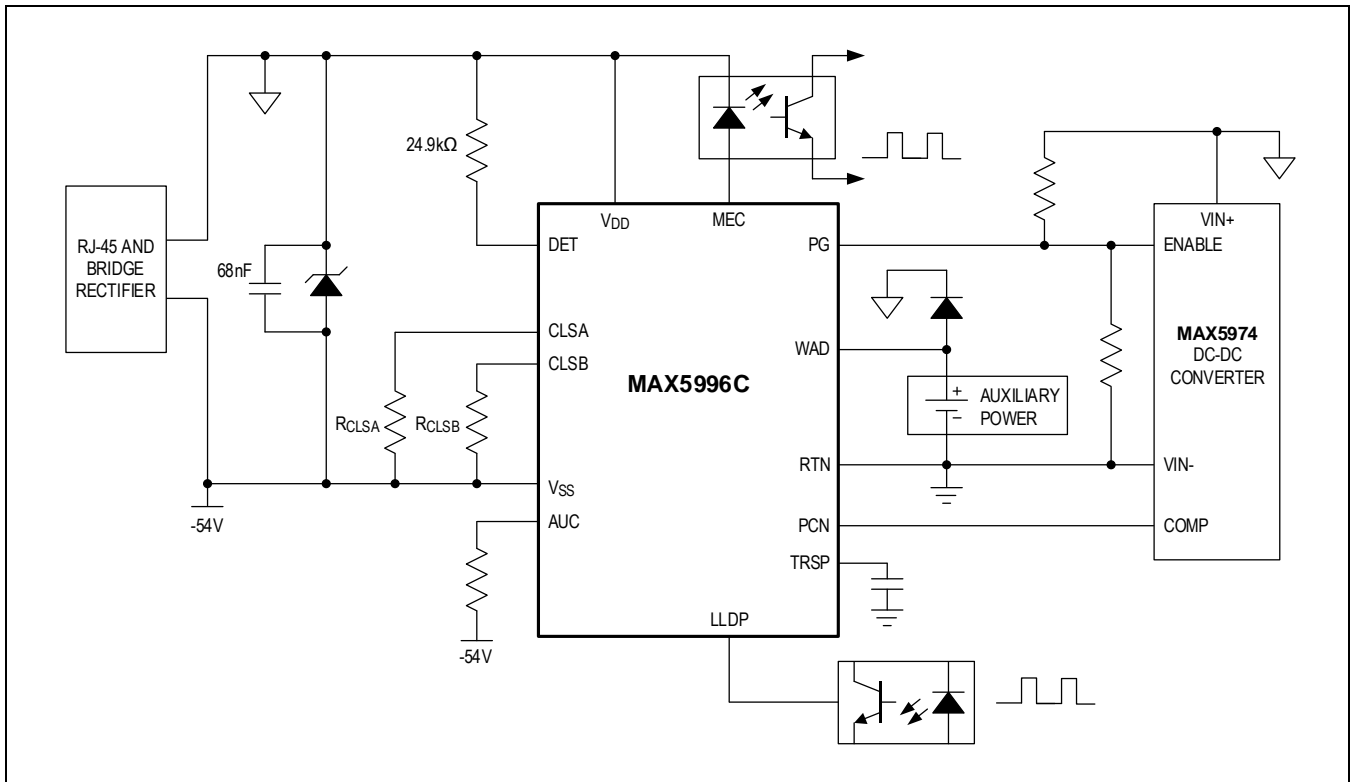 RJ-45 AND
BRIDGE
RECTIFIER
68nF
24.9kΩ
RCLSA
RCLSB
-54V
-54V
VDD
MEC
DET
CLSA
CLSB
VSS
AUC
MAX5996C
PG
WAD
RTN
PCN
TRSP
LLDP
+
AUXILIARY
−
POWER
VIN+
ENABLE
MAX5974
DC-DC
CONVERTER
VIN-
COMP